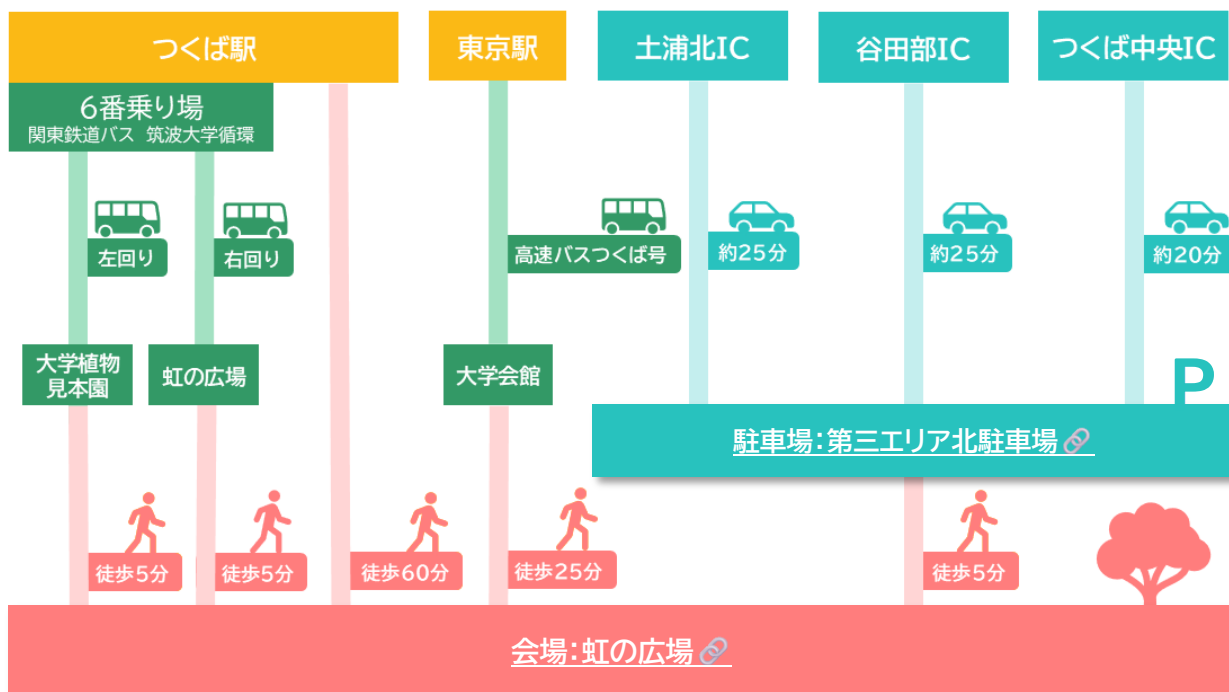 つくば駅
東京駅
土浦北IC
谷田部IC
つくば中央IC
6番乗り場
関東鉄道バス 筑波大学循環
左回り
右回り
高速バスつくば号
約25分
約25分
約20分
大学植物
見本園
虹の広場
大学会館
P
駐車場:第三エリア北駐車場
徒歩5分
徒歩5分
徒歩60分
徒歩25分
徒歩5分
会場:虹の広場